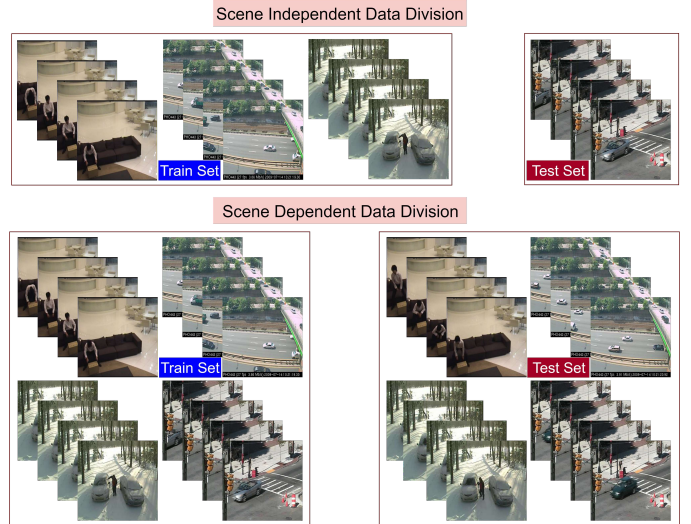 Scene Independent Data Division
Train Set
Test Set
Scene Dependent Data Division
Train Set
Test Set